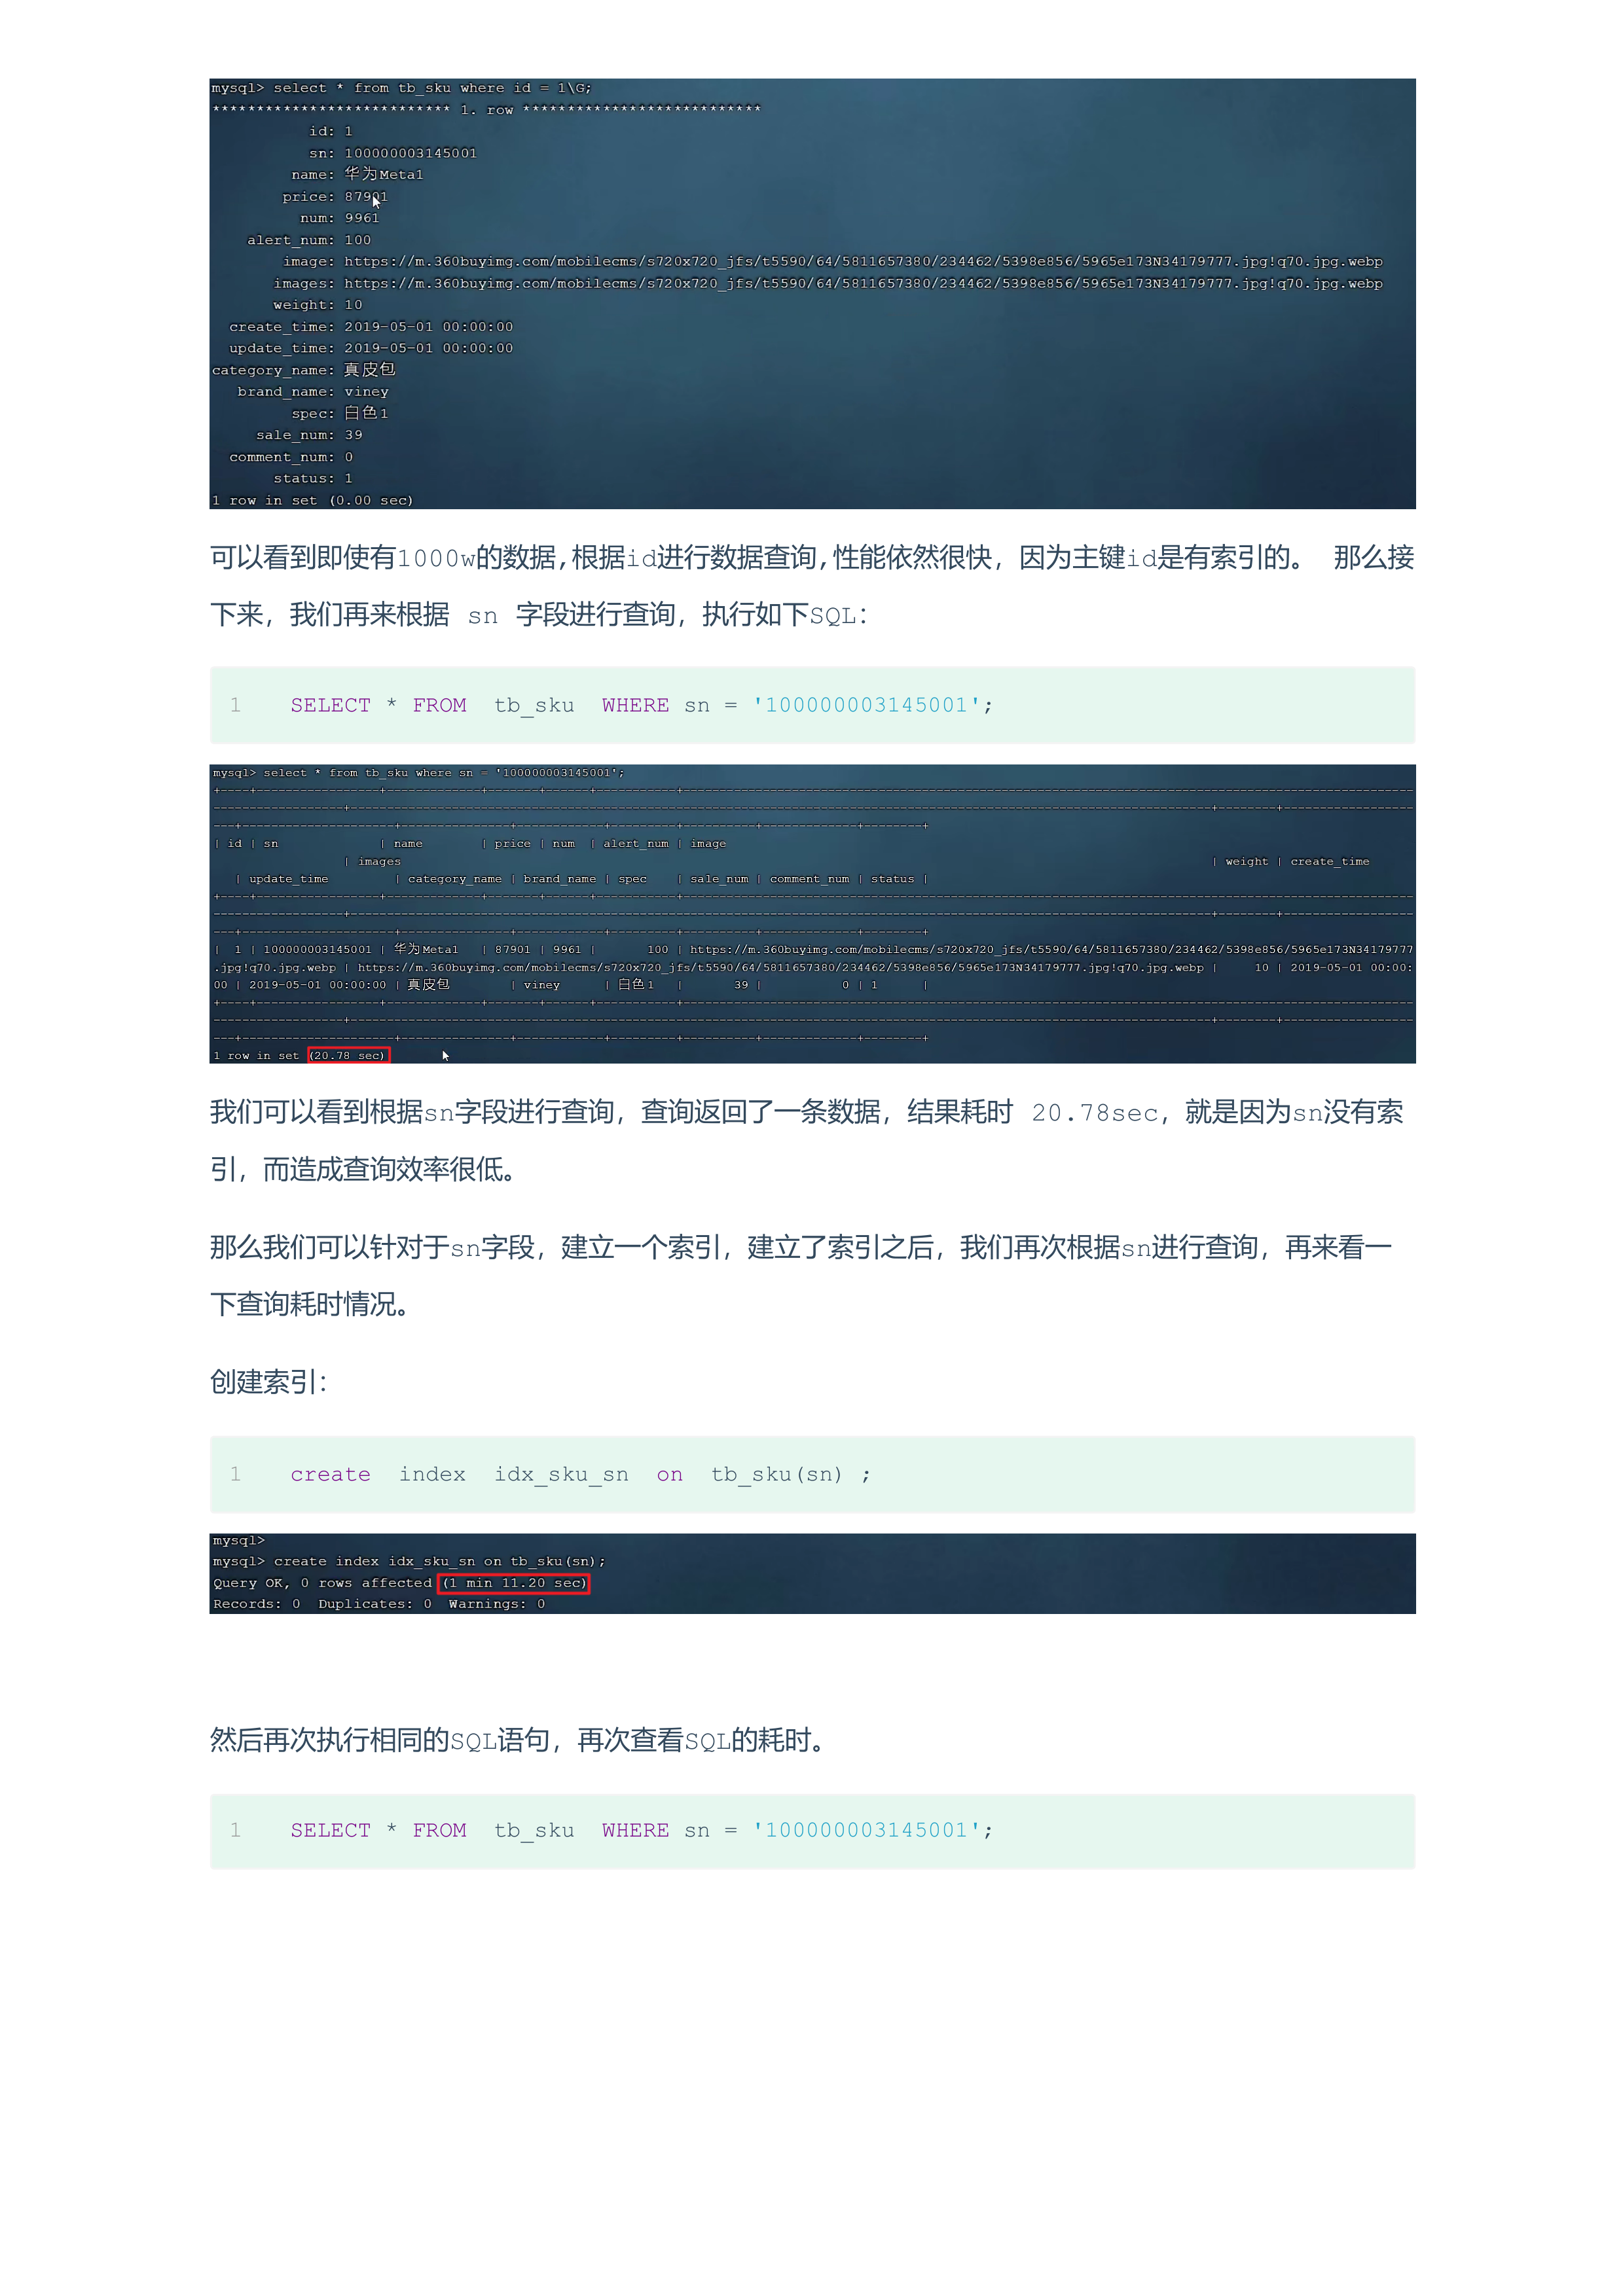 mysql> select * from tb_sku where id = 1\G;
*************************** 1. row ***************************
id: 1
sn: 100000003145001
name: 华为Meta1
price: 87901
num: 9961
alert_num: 100
image: https://m.360buyimg.com/mobilecms/s720x720_jfs/t5590/64/5811657380/234462/5398e856/5965e173N34179777.jpg!q70.jpg.webp
images: https://m.360buyimg.com/mobilecms/s720x720_jfs/t5590/64/5811657380/234462/5398e856/5965e173N34179777.jpg!q70.jpg.webp
weight: 10
create_time: 2019-05-01 00:00:00
update_time: 2019-05-01 00:00:00
category_name: 真皮包
brand_name: viney
spec: 白色1
sale_num: 39
comment_num: 0
status: 1
1 row in set (0.00 sec)
可以看到即使有1000w的数据,根据id进行数据查询,性能依然很快，因为主键id是有索引的。 那么接
下来，我们再来根据 sn 字段进行查询，执行如下SQL：
1 SELECT * FROM tb_sku WHERE sn = '100000003145001';
mysql> select * from tb_sku where sn = '100000003145001';
| id | sn | name | price | num | alert_num | image
| images | weight | create_time
| update_time | category_name | brand_name | spec | sale_num | comment_num | status |
| 1 | 100000003145001 | 华为Meta1 | 87901 | 9961 | 100 | https://m.360buyimg.com/mobilecms/s720x720_jfs/t5590/64/5811657380/234462/5398e856/5965e173N34179777
.jpg!q70.jpg.webp | https://m.360buyimg.com/mobilecms/s720x720_jfs/t5590/64/5811657380/234462/5398e856/5965e173N34179777.jpg!q70.jpg.webp | 10 | 2019-05-01 00:00:
00 | 2019-05-01 00:00:00 | 真皮包 | viney | 白色1 | 39 | 0 | 1 |
1 row in set (20.78 sec)
我们可以看到根据sn字段进行查询，查询返回了一条数据，结果耗时 20.78sec，就是因为sn没有索
引，而造成查询效率很低。
那么我们可以针对于sn字段，建立一个索引，建立了索引之后，我们再次根据sn进行查询，再来看一
下查询耗时情况。
创建索引：
1 create index idx_sku_sn on tb_sku(sn) ;
mysql>
mysql> create index idx_sku_sn on tb_sku(sn);
Query OK, 0 rows affected (1 min 11.20 sec)
Records: 0 Duplicates: 0 Warnings: 0
然后再次执行相同的SQL语句，再次查看SQL的耗时。
1 SELECT * FROM tb_sku WHERE sn = '100000003145001';